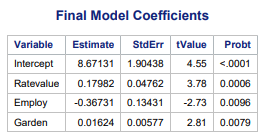 Final Model Coefficients
Variable Estimate StdErr tValue Probt
Intercept 8.67131 1.90438 4.55 <.0001
Ratevalue 0.17982 0.04762 3.78 0.0006
Employ -0.36731 0.13431 -2.73 0.0096
Garden 0.01624 0.00577 2.81 0.0079